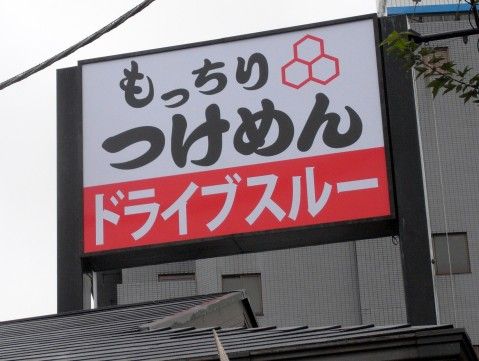 もっちり
つけめん
ドライブスルー